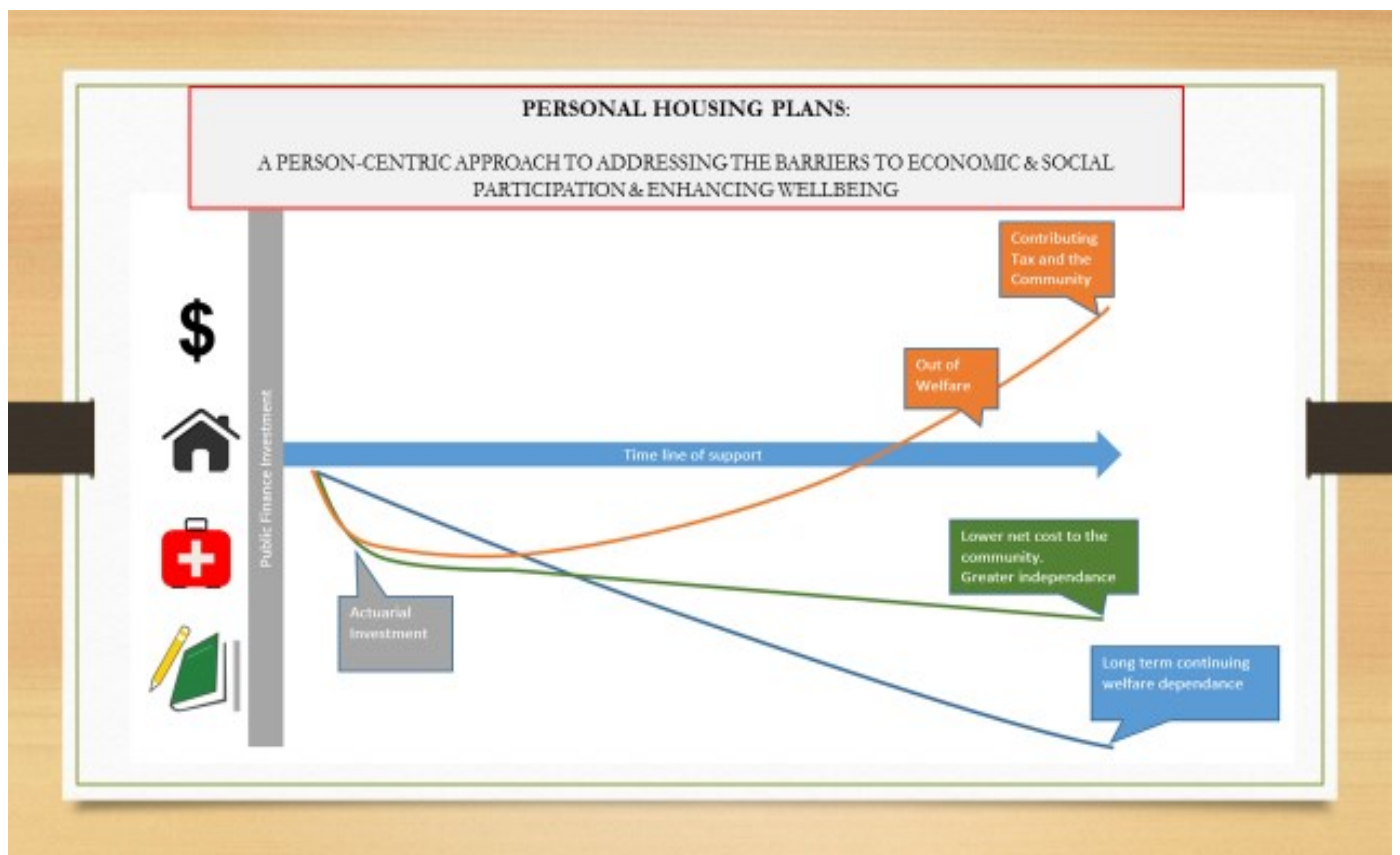 PERSONAL HOUSING PLANS:
A PERSON-CENTRIC APPROACH TO ADDRESSING THE BARRIERS TO ECONOMIC & SOCIAL
PARTICIPATION & ENHANCING WELLBEING
Contributing
Tax and the
Community
$
Out of
Welfare
Public Finance Investment
Time line of support
Lower net cost to the
community.
Greater independance
Actuarial
Investment
Long term continuing
welfare dependance